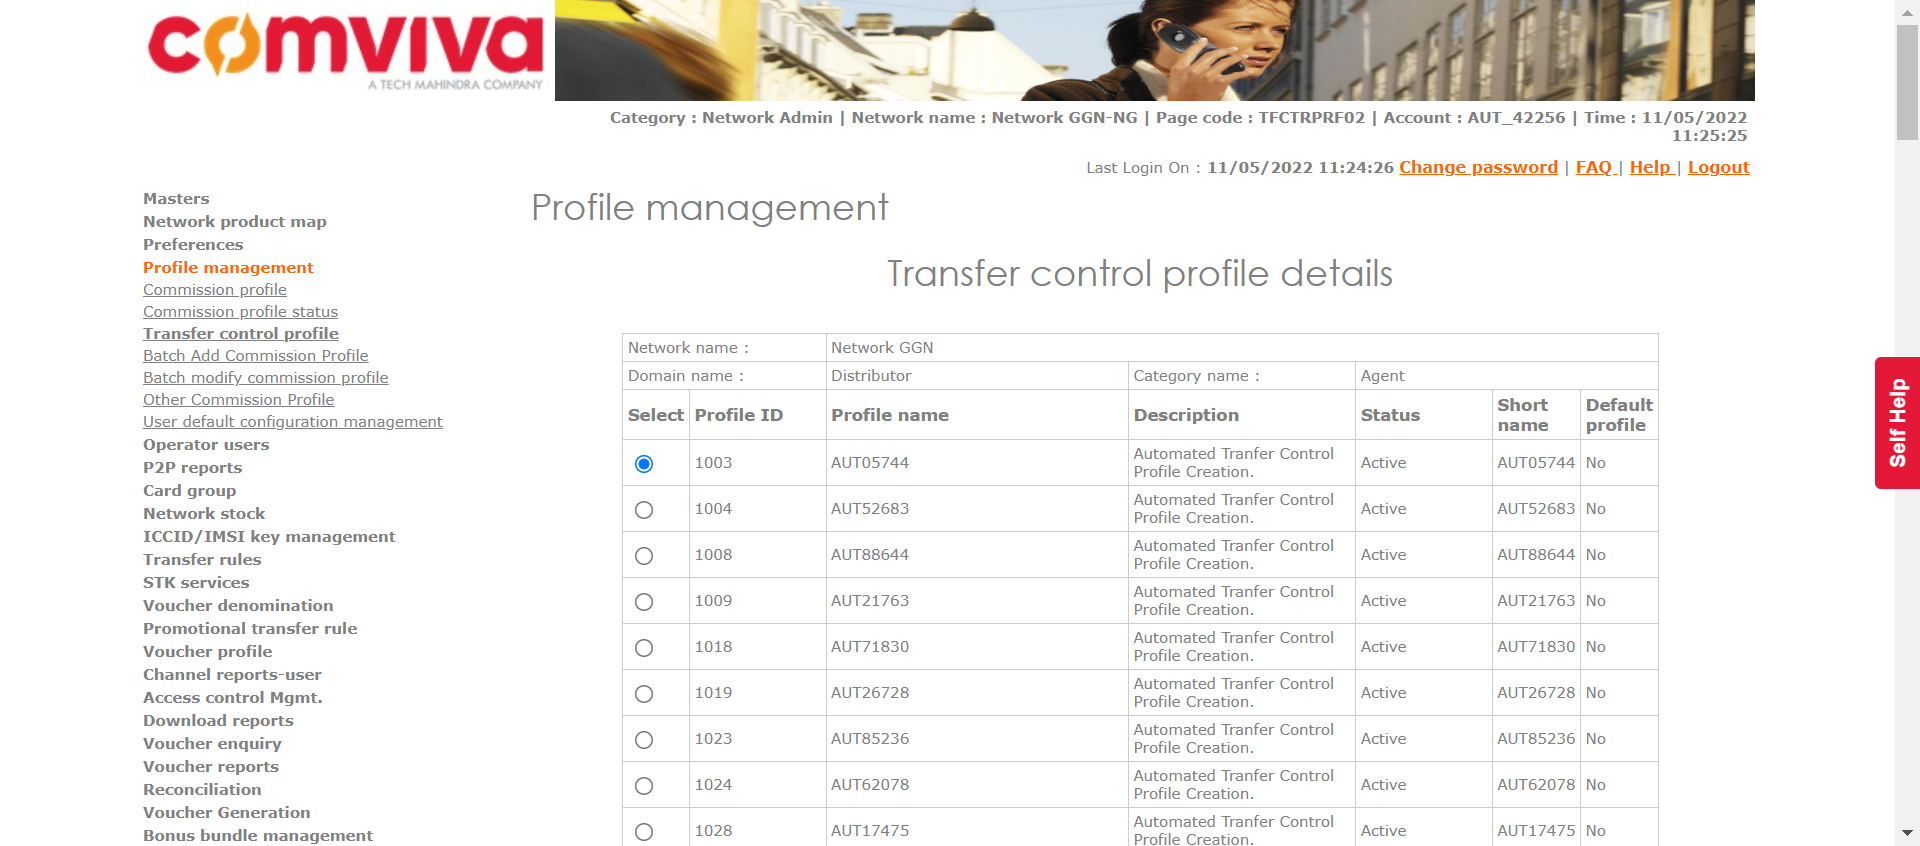 comviva
A TECH MAHINDRA COMPANY
Category : Network Admin | Network name : Network GGN-NG | Page code : TFCTRPRF02 | Account : AUT_42256 | Time : 11/05/2022
11:25:25
Last Login On : 11/05/2022 11:24:26 Change password | FAQ | Help | Logout
Masters
Network product map
Preferences
Profile management
Commission profile
Commission profile status
Transfer control profile
Batch Add Commission Profile
Batch modify commission profile
Other Commission Profile
User default configuration management
Operator users
P2P reports
Card group
Network stock
ICCID/IMSI key management
Transfer rules
STK services
Voucher denomination
Promotional transfer rule
Voucher profile
Channel reports-user
Access control Mgmt.
Download reports
Voucher enquiry
Voucher reports
Reconciliation
Voucher Generation
Bonus bundle management
Profile management
Transfer control profile details
Network name : Network GGN
Domain name : Distributor Category name : Agent
Select Profile ID Profile name Description Status Short name Default profile
1003 AUT05744 Automated Tranfer Control Profile Creation. Active AUT05744 No
1004 AUT52683 Automated Tranfer Control Profile Creation. Active AUT52683 No
1008 AUT88644 Automated Tranfer Control Profile Creation. Active AUT88644 No
1009 AUT21763 Automated Tranfer Control Profile Creation. Active AUT21763 No
1018 AUT71830 Automated Tranfer Control Profile Creation. Active AUT71830 No
1019 AUT26728 Automated Tranfer Control Profile Creation. Active AUT26728 No
1023 AUT85236 Automated Tranfer Control Profile Creation. Active AUT85236 No
1024 AUT62078 Automated Tranfer Control Profile Creation. Active AUT62078 No
1028 AUT17475 Automated Tranfer Control Profile Creation. Active AUT17475 No
Self Help